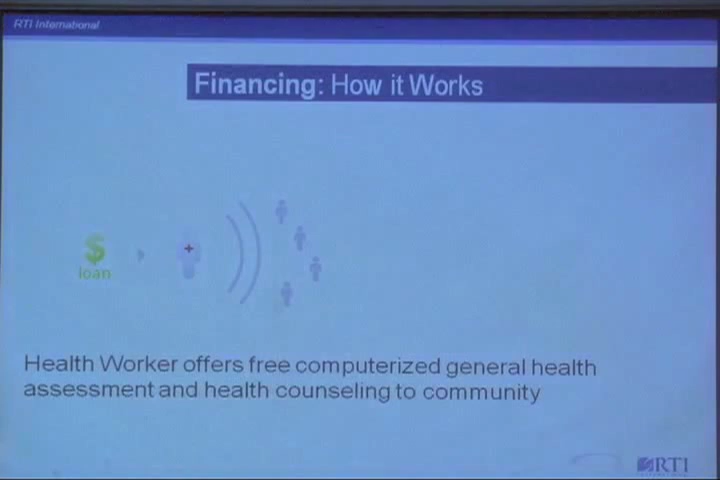 RTI International
Financing: How it Works
$
loan
Health Worker offers free computerized general health
assessment and health counseling to community
RTI